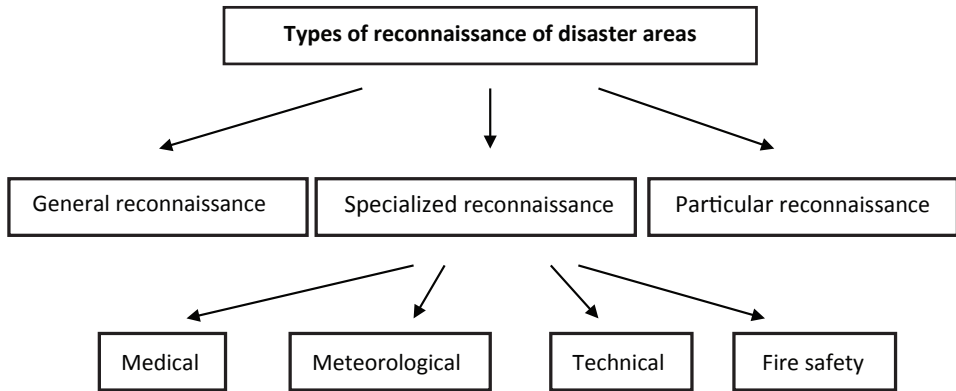 Types of reconnaissance of disaster areas
General reconnaissance
Specialized reconnaissance
Particular reconnaissance
Medical
Meteorological
Technical
Fire safety